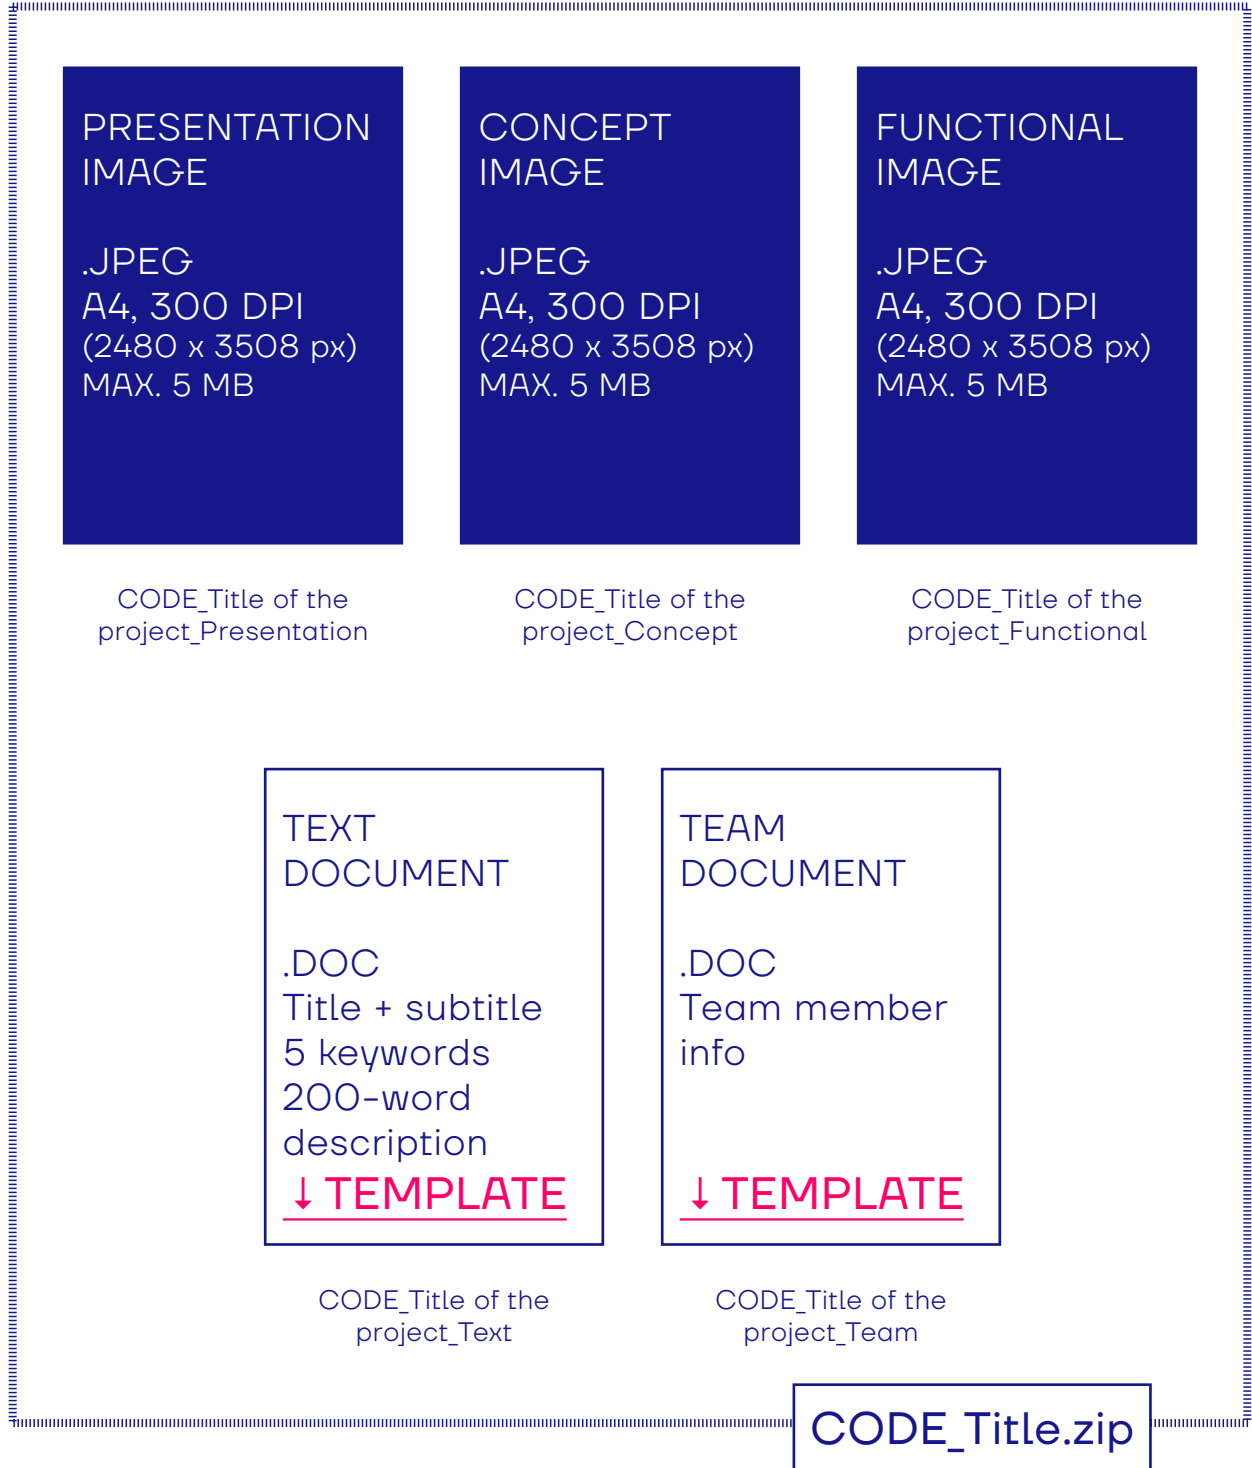 PRESENTATION
IMAGE
.JPEG
A4, 300 DPI
(2480 x 3508 px)
MAX. 5 MB
CODE_Title of the
project_Presentation
CONCEPT
IMAGE
.JPEG
A4, 300 DPI
(2480 x 3508 px)
MAX. 5 MB
CODE_Title of the
project_Concept
FUNCTIONAL
IMAGE
.JPEG
A4, 300 DPI
(2480 x 3508 px)
MAX. 5 MB
CODE_Title of the
project_Functional
TEXT
DOCUMENT
.DOC
Title + subtitle
5 keywords
200-word
description
↓ TEMPLATE
CODE_Title of the
project_Text
TEAM
DOCUMENT
.DOC
Team member
info
↓ TEMPLATE
CODE_Title of the
project_Team
CODE_Title.zip